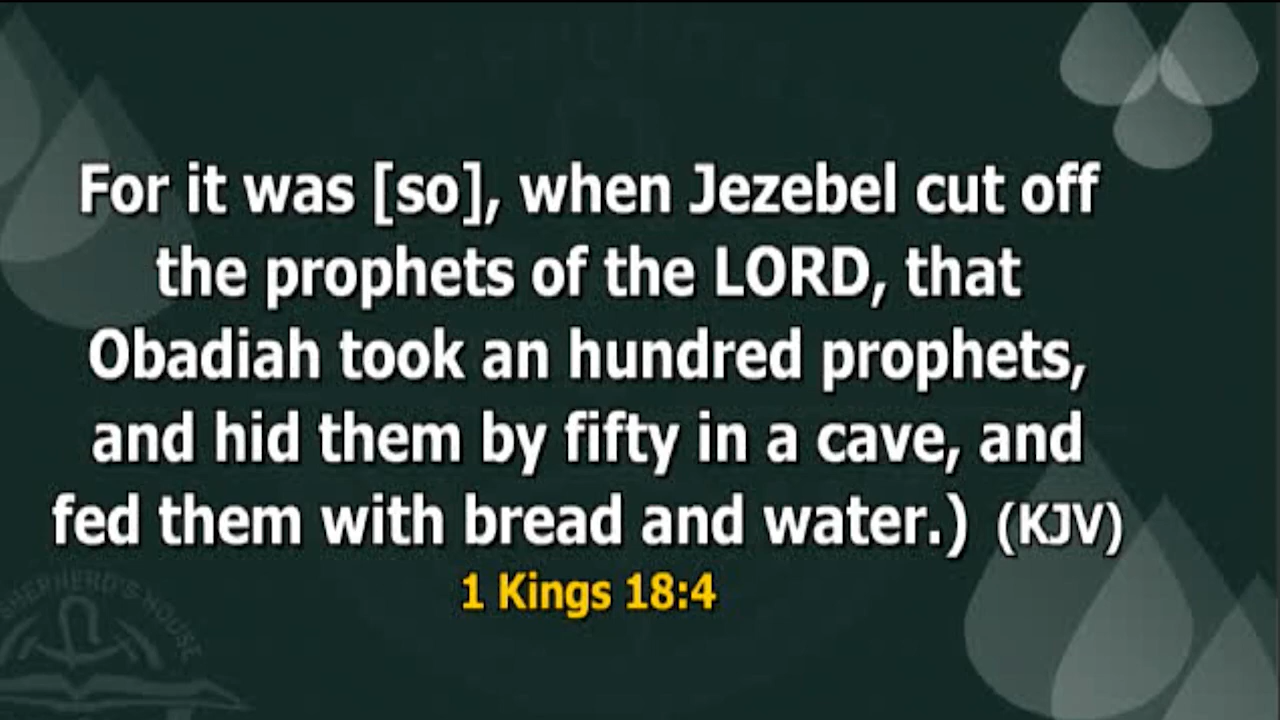 For it was [so], when Jezebel cut off
the prophets of the LORD, that
Obadiah took an hundred prophets,
and hid them by fifty in a cave, and
fed them with bread and water.) (KJV)
1 Kings 18:4
SHEPHERD'S HOUSE